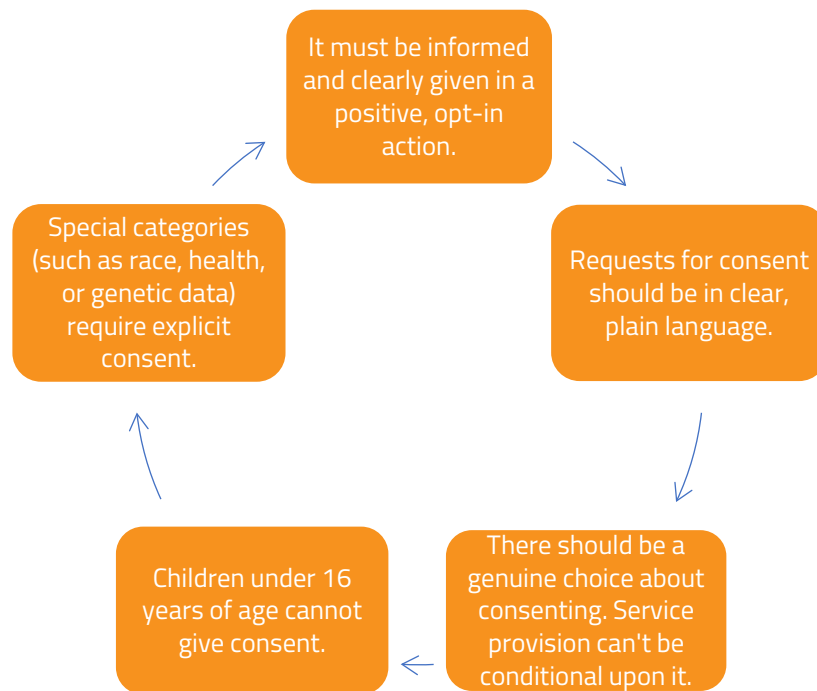 It must be informed
and clearly given in a
positive, opt-in
action.
Requests for consent
should be in clear,
plain language.
There should be a
genuine choice about
consenting. Service
provision can't be
conditional upon it.
Children under 16
years of age cannot
give consent.
Special categories
(such as race, health,
or genetic data)
require explicit
consent.